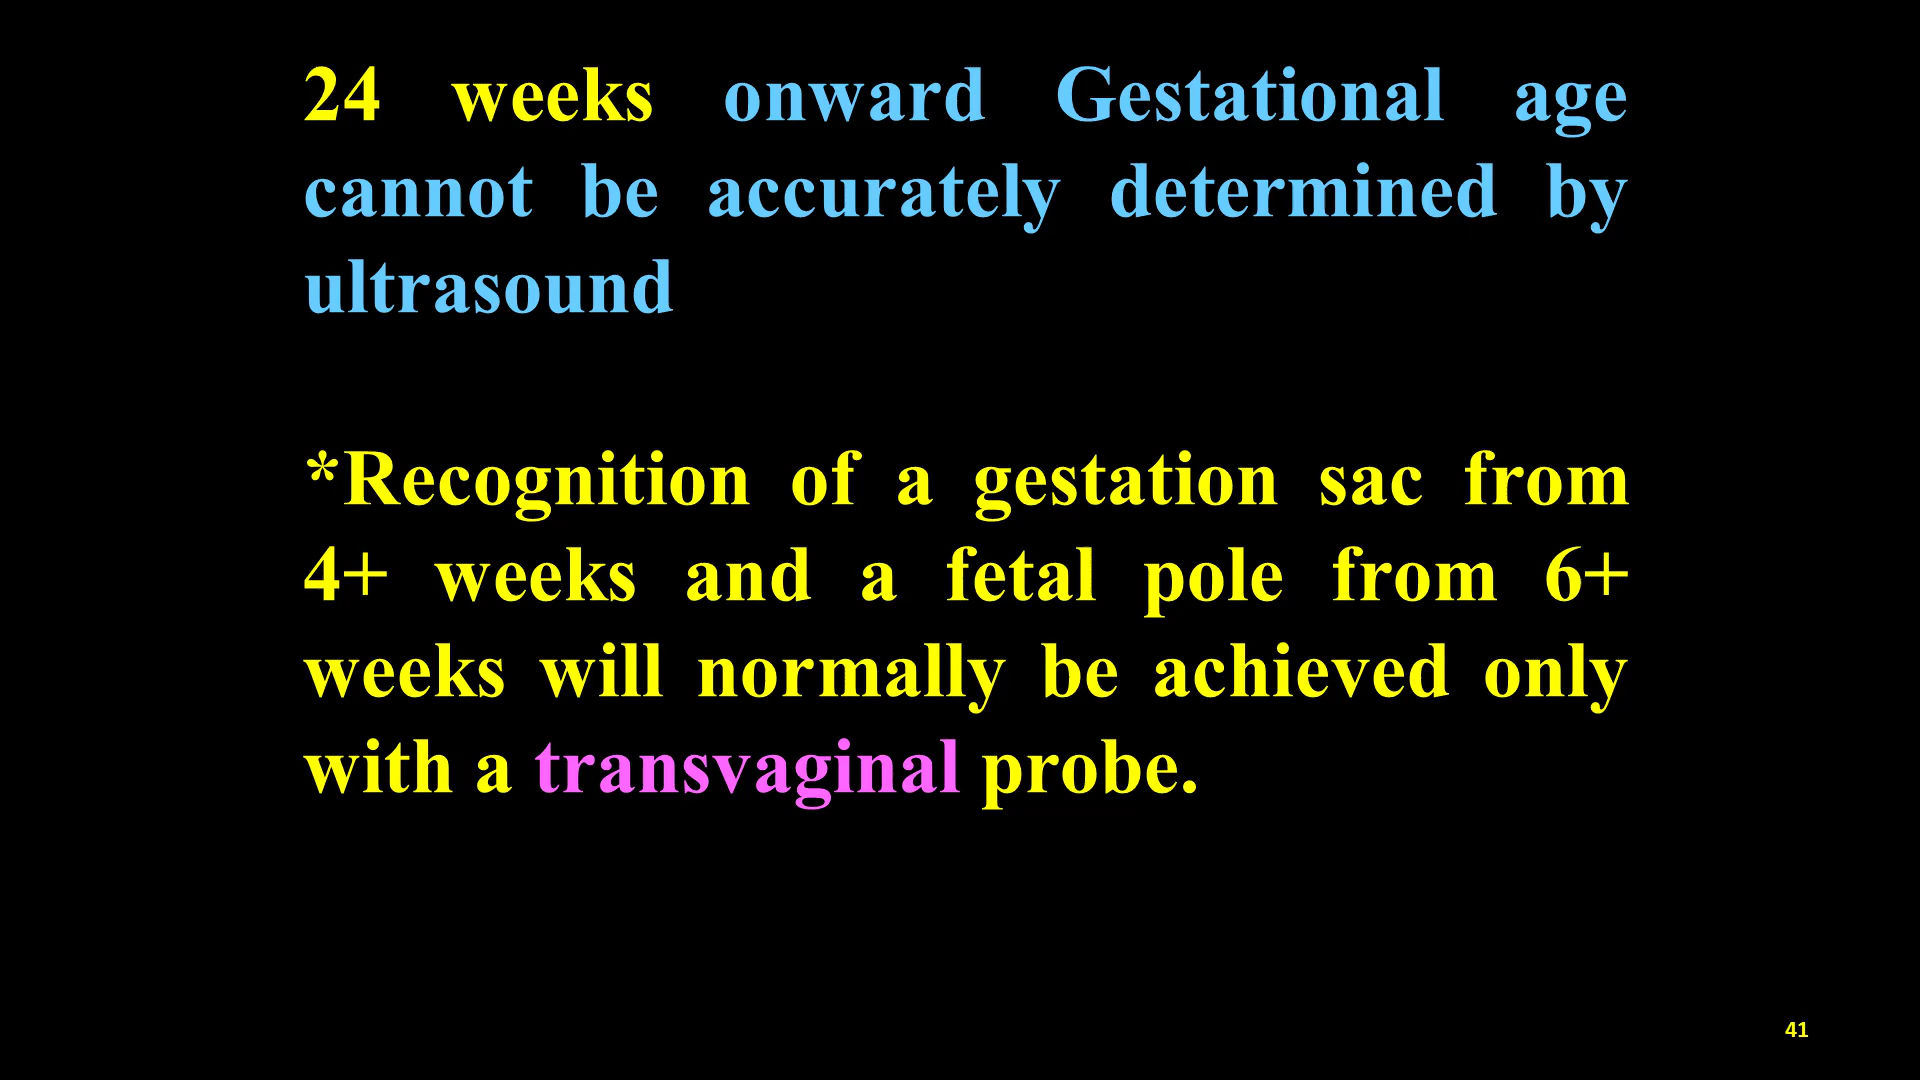 24 weeks onward Gestational age
cannot be accurately determined by
ultrasound
*Recognition of a gestation sac from
4+ weeks and a fetal pole from 6+
weeks will normally be achieved only
with a transvaginal probe.
41